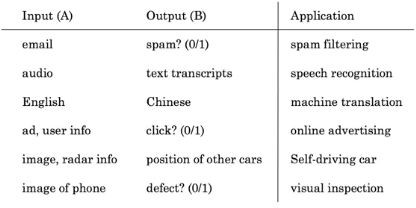 Input (A) Output (B) Application
email spam? (0/1) spam filtering
audio text transcripts speech recognition
English Chinese machine translation
ad, user info click? (0/1) online advertising
image, radar info position of other cars Self-driving car
image of phone defect? (0/1) visual inspection